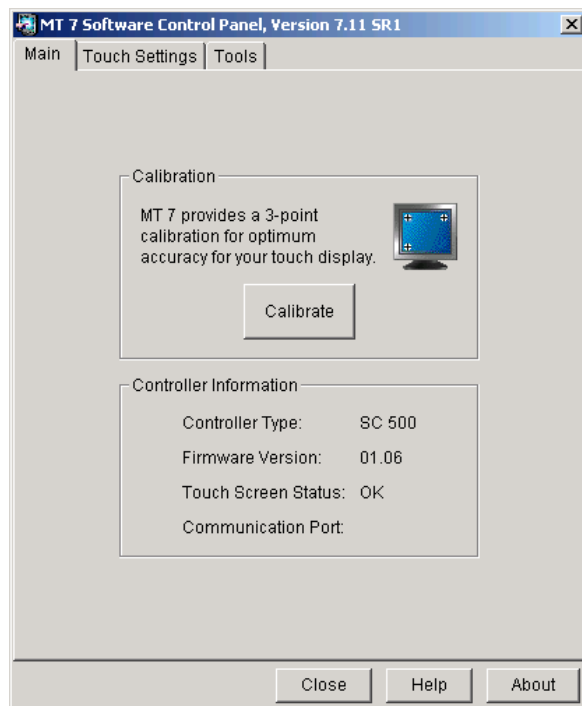 MT 7 Software Control Panel, Version 7.11 SR1
Main Touch Settings Tools
Calibration
MT 7 provides a 3-point
calibration for optimum
accuracy for your touch display.
Calibrate
Controller Information
Controller Type: SC 500
Firmware Version: 01.06
Touch Screen Status: OK
Communication Port:
Close Help About